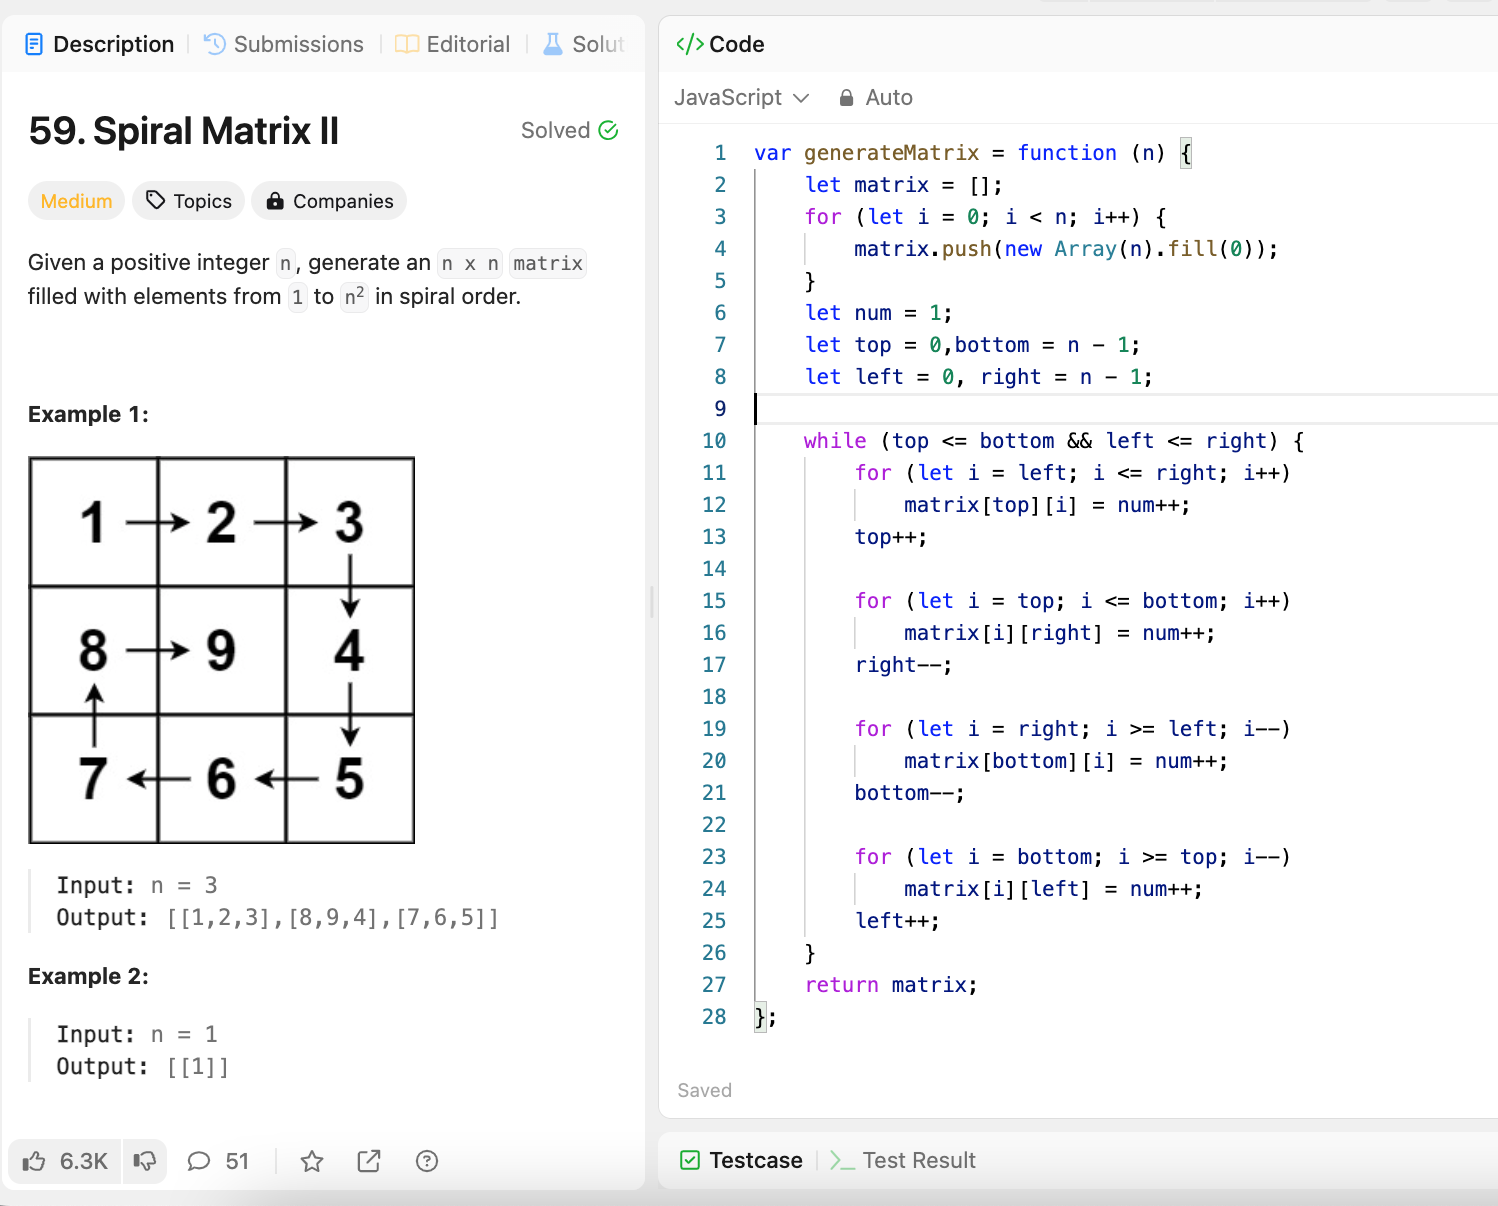 Description
Submissions
Editorial
Solut
59. Spiral Matrix II
Solved
Medium
Topics
Companies
Given a positive integer n, generate an n x n matrix
filled with elements from 1 to n² in spiral order.
Example 1:
1 → 2 → 3
8 → 9 4
7 ← 6 ← 5
Input: n = 3
Output: [[1,2,3],[8,9,4],[7,6,5]]
Example 2:
Input: n = 1
Output: [[1]]
6.3K
51
</> Code
JavaScript
Auto
1 var generateMatrix = function (n) {
2     let matrix = [];
3     for (let i = 0; i < n; i++) {
4         matrix.push(new Array(n).fill(0));
5     }
6     let num = 1;
7     let top = 0,bottom = n - 1;
8     let left = 0, right = n - 1;
9
10     while (top <= bottom && left <= right) {
11         for (let i = left; i <= right; i++)
12             matrix[top][i] = num++;
13         top++;
14
15         for (let i = top; i <= bottom; i++)
16             matrix[i][right] = num++;
17         right--;
18
19         for (let i = right; i >= left; i--)
20             matrix[bottom][i] = num++;
21         bottom--;
22
23         for (let i = bottom; i >= top; i--)
24             matrix[i][left] = num++;
25         left++;
26     }
27     return matrix;
28 };
Saved
Testcase
>_ Test Result